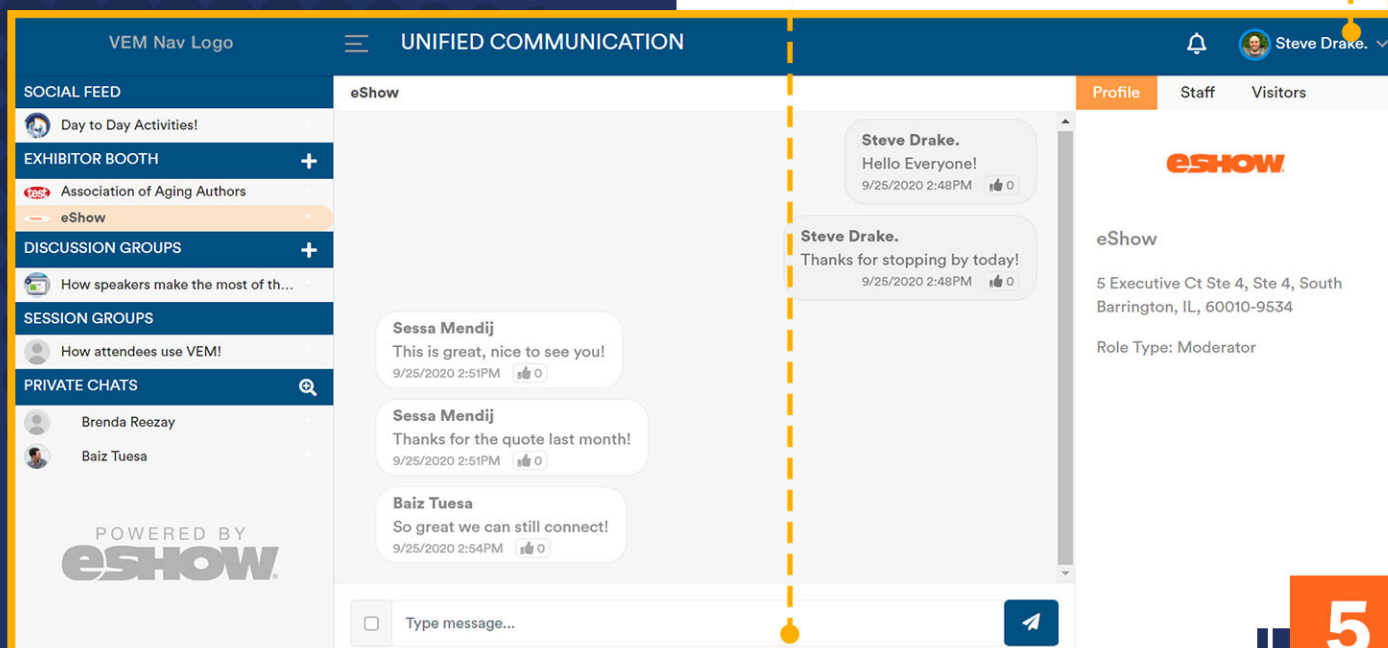 VEM Nav Logo
UNIFIED COMMUNICATION
Steve Drake.
SOCIAL FEED
Day to Day Activities!
EXHIBITOR BOOTH
test
Association of Aging Authors
eShow
DISCUSSION GROUPS
How speakers make the most of th...
SESSION GROUPS
How attendees use VEM!
PRIVATE CHATS
Brenda Reezay
Baiz Tuesa
POWERED BY
eSHOW
eShow
Steve Drake.
Hello Everyone!
9/25/2020 2:48PM 0
Steve Drake.
Thanks for stopping by today!
9/25/2020 2:48PM 0
Sessa Mendij
This is great, nice to see you!
9/25/2020 2:51PM 0
Sessa Mendij
Thanks for the quote last month!
9/25/2020 2:51PM 0
Baiz Tuesa
So great we can still connect!
9/25/2020 2:54PM 0
Type message...
Profile Staff Visitors
eSHOW
eShow
5 Executive Ct Ste 4, Ste 4, South
Barrington, IL, 60010-9534
Role Type: Moderator
5